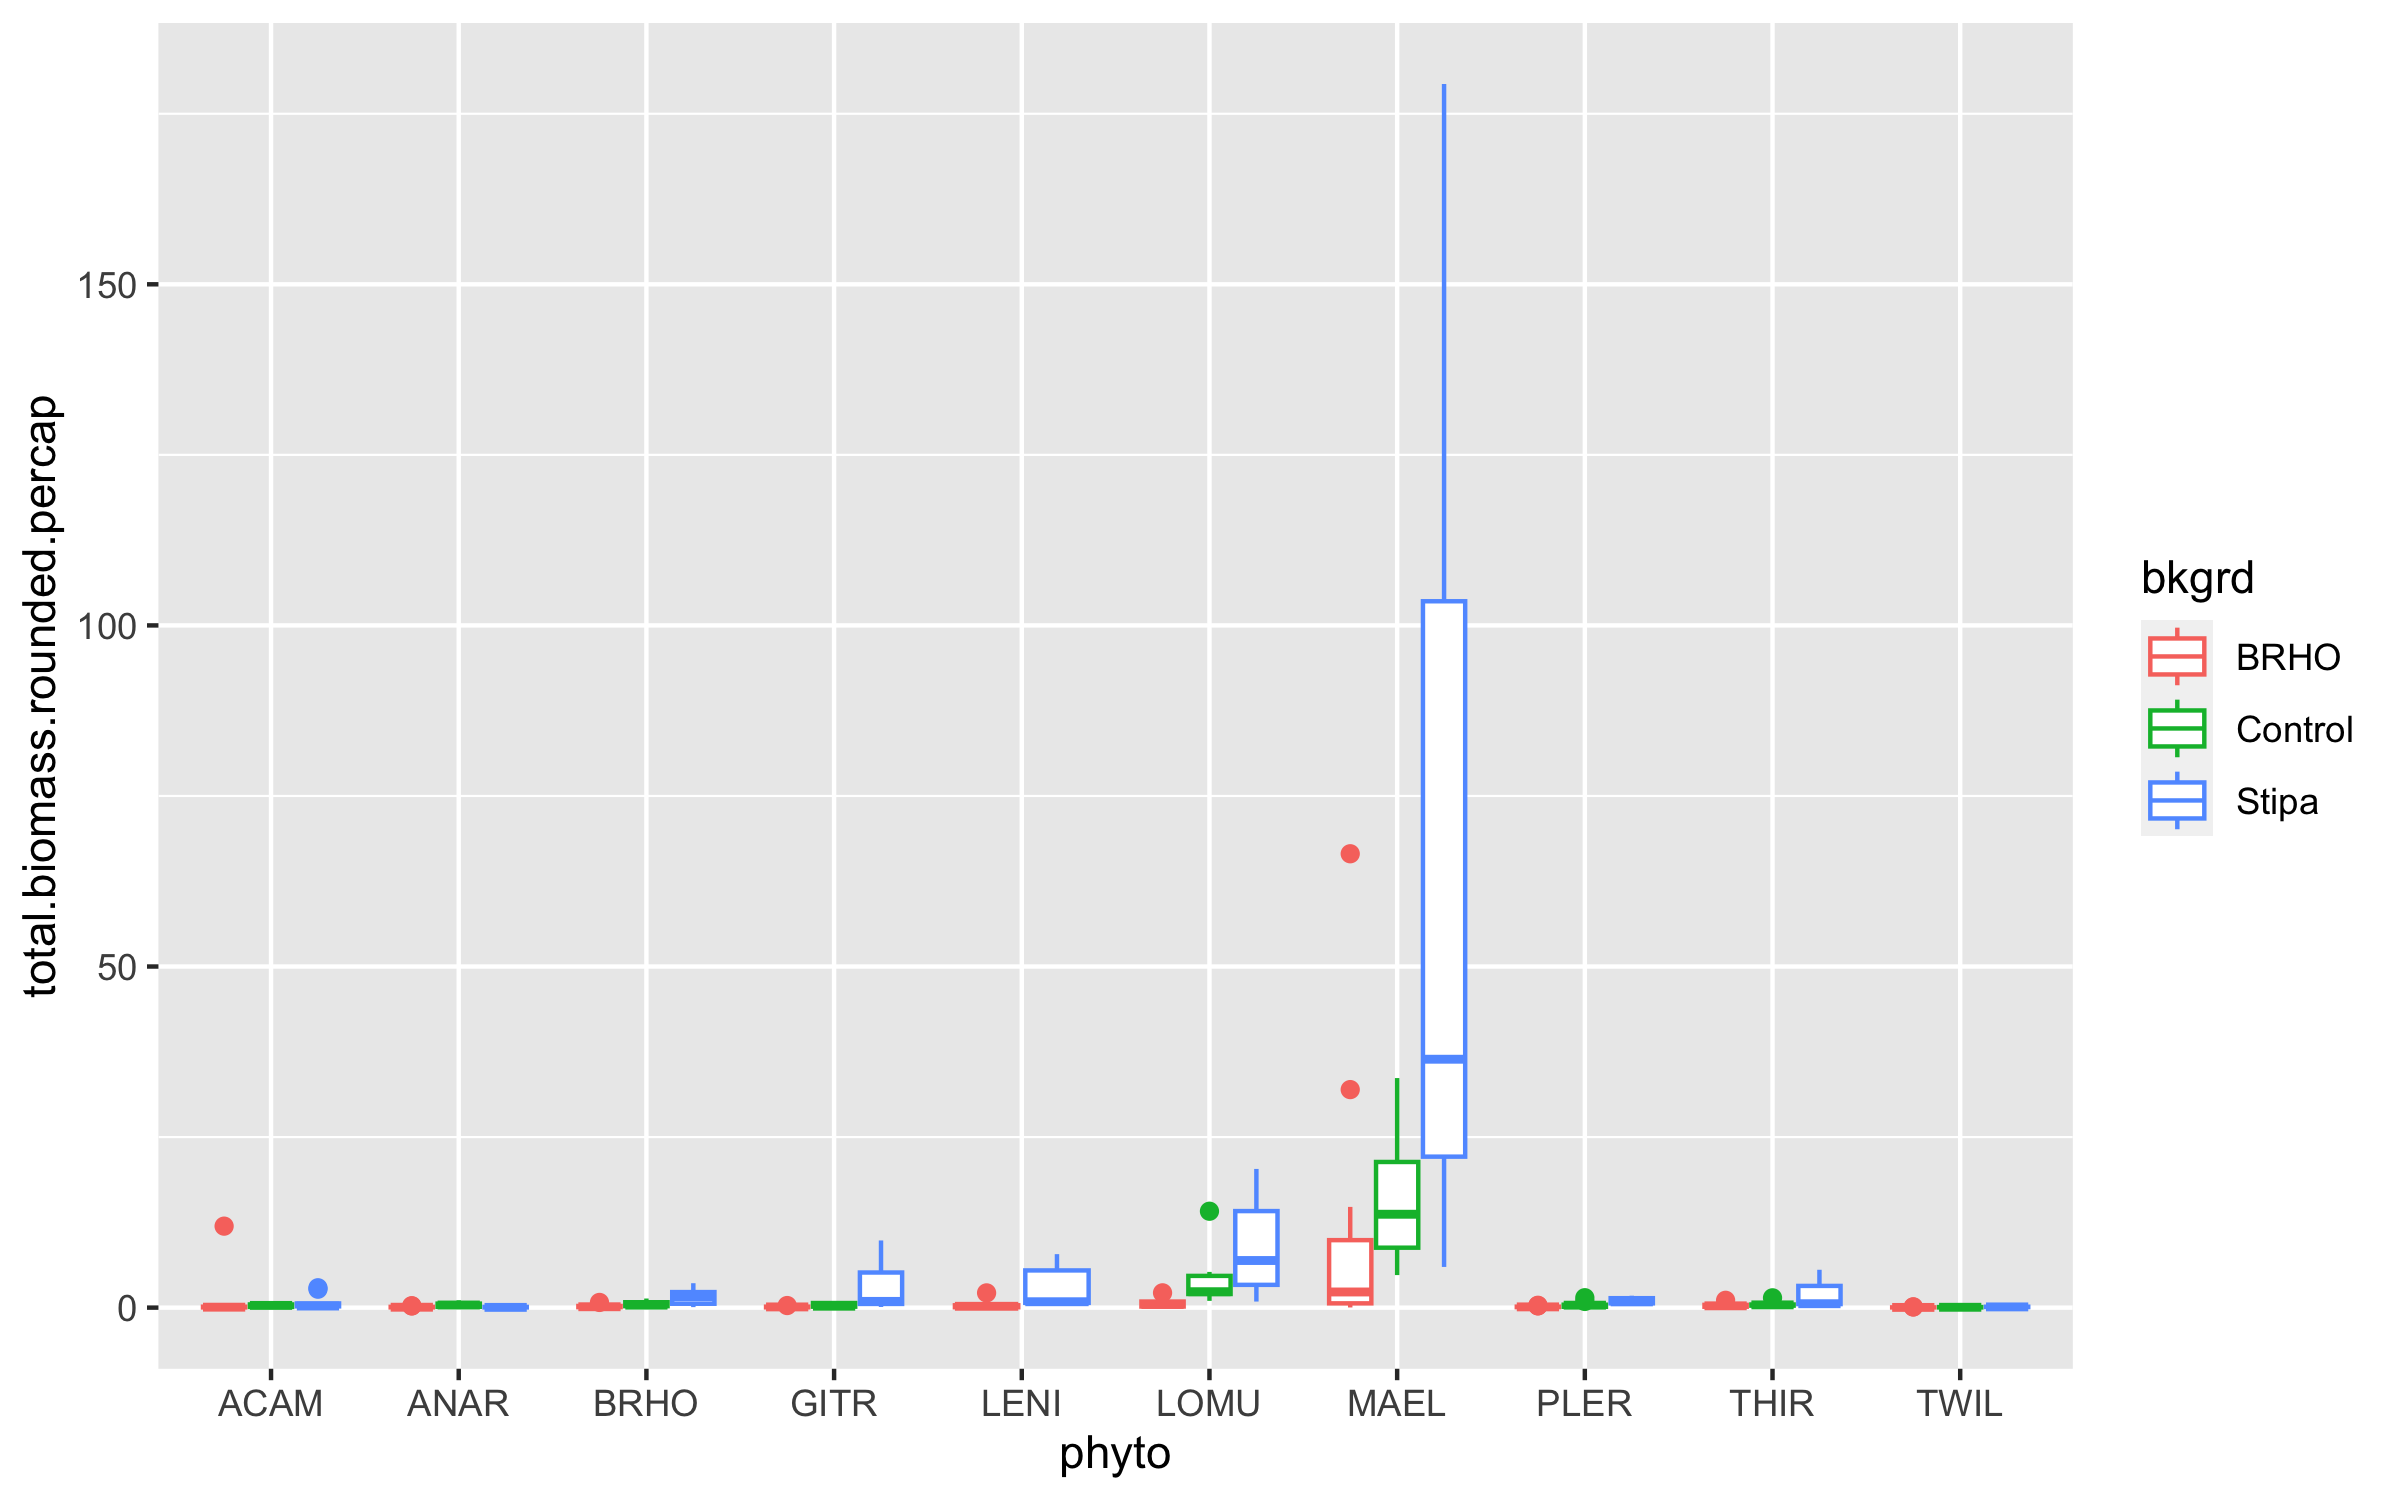 total.biomass.rounded.percap
150
100
50
0
ACAM ANAR BRHO GITR LENI LOMU MAEL PLER THIR TWIL
phyto
bkgrd
BRHO
Control
Stipa